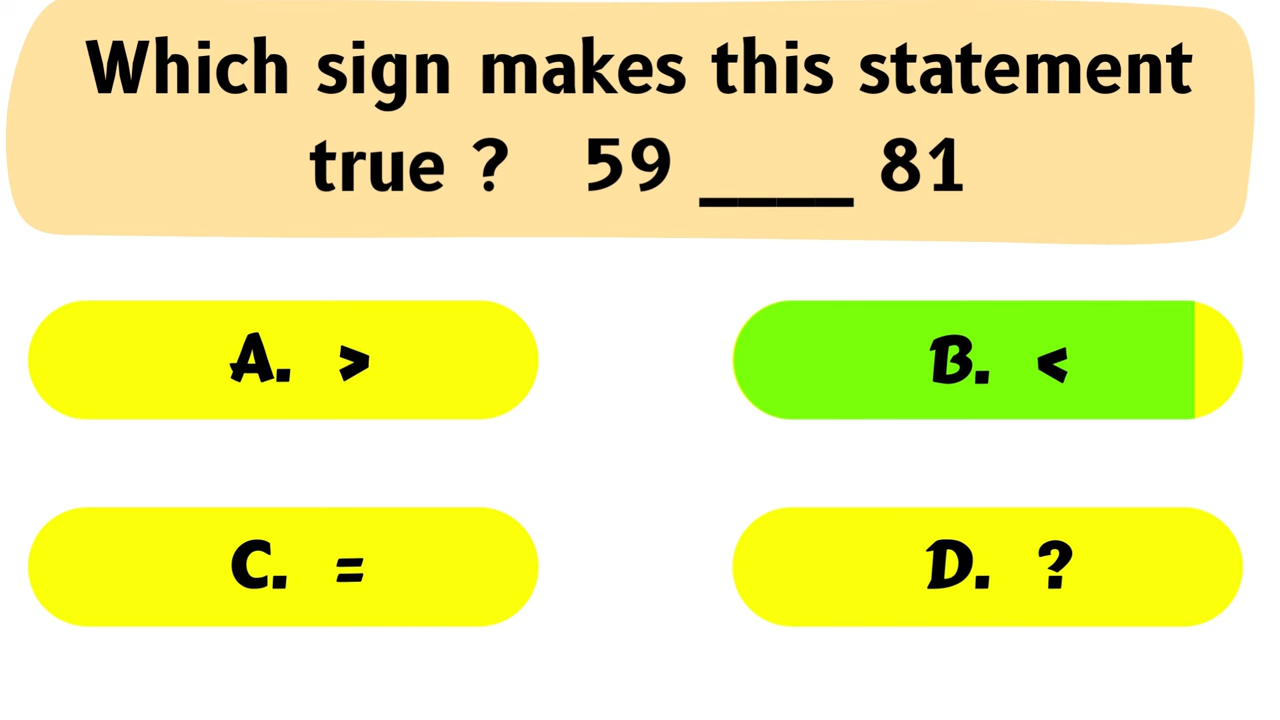 Which sign makes this statement
true ? 59 ____ 81
A. >
B. <
C. =
D. ?